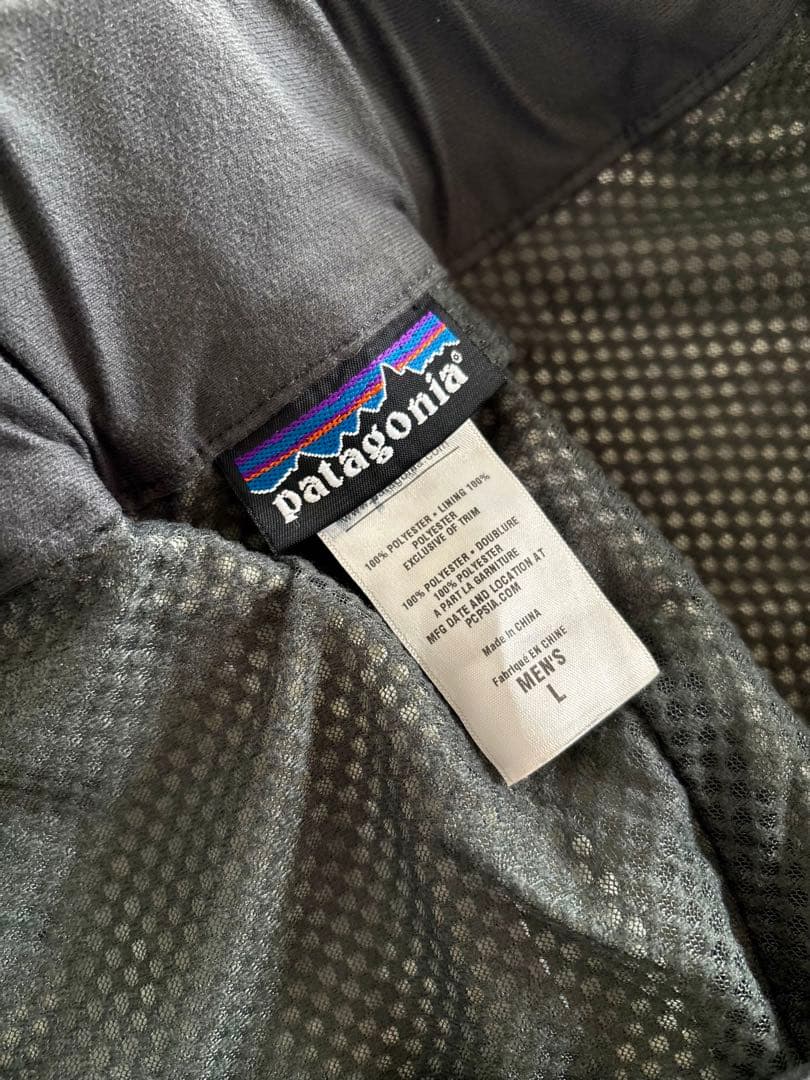 patagonia®
100% POLYESTER • LINING 100%
POLYESTER
EXCLUSIVE OF TRIM
100% POLYESTER • DOUBLURE
100% POLYESTER
A PART LA GARNITURE
MFG DATE AND LOCATION AT
PCPSIA.COM
Made in CHINA
Fabriqué EN CHINE
MEN'S
L